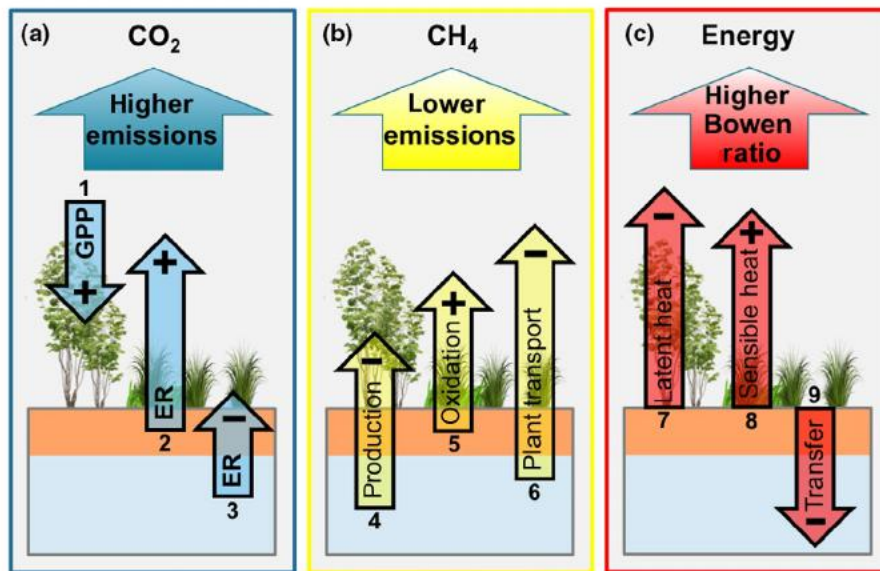 (a) CO₂
Higher
emissions
1
GPP
+
+
ER
2
−
ER
3
(b) CH₄
Lower
emissions
−
Production
4
+
Oxidation
5
−
Plant transport
6
(c) Energy
Higher
Bowen
ratio
−
Latent heat
7
+
Sensible heat
8
9
Transfer
−